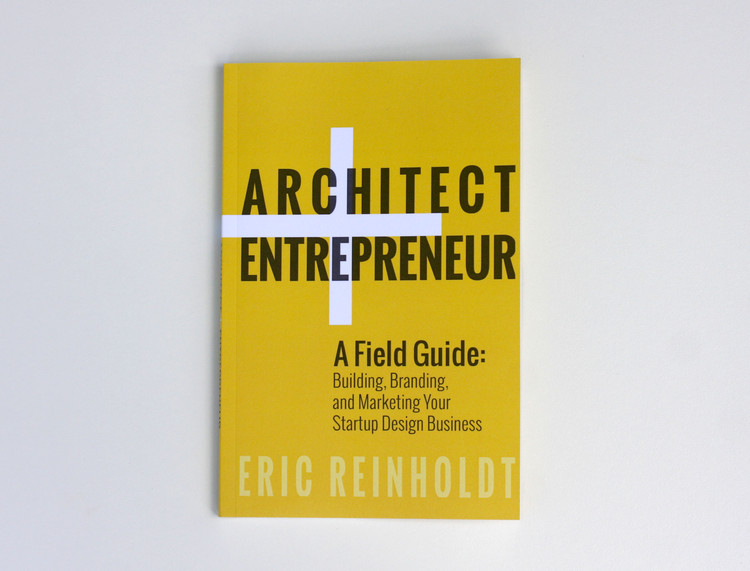 ARCHITECT
ENTREPRENEUR
A Field Guide:
Building, Branding,
and Marketing Your
Startup Design Business
ERIC REINHOLDT